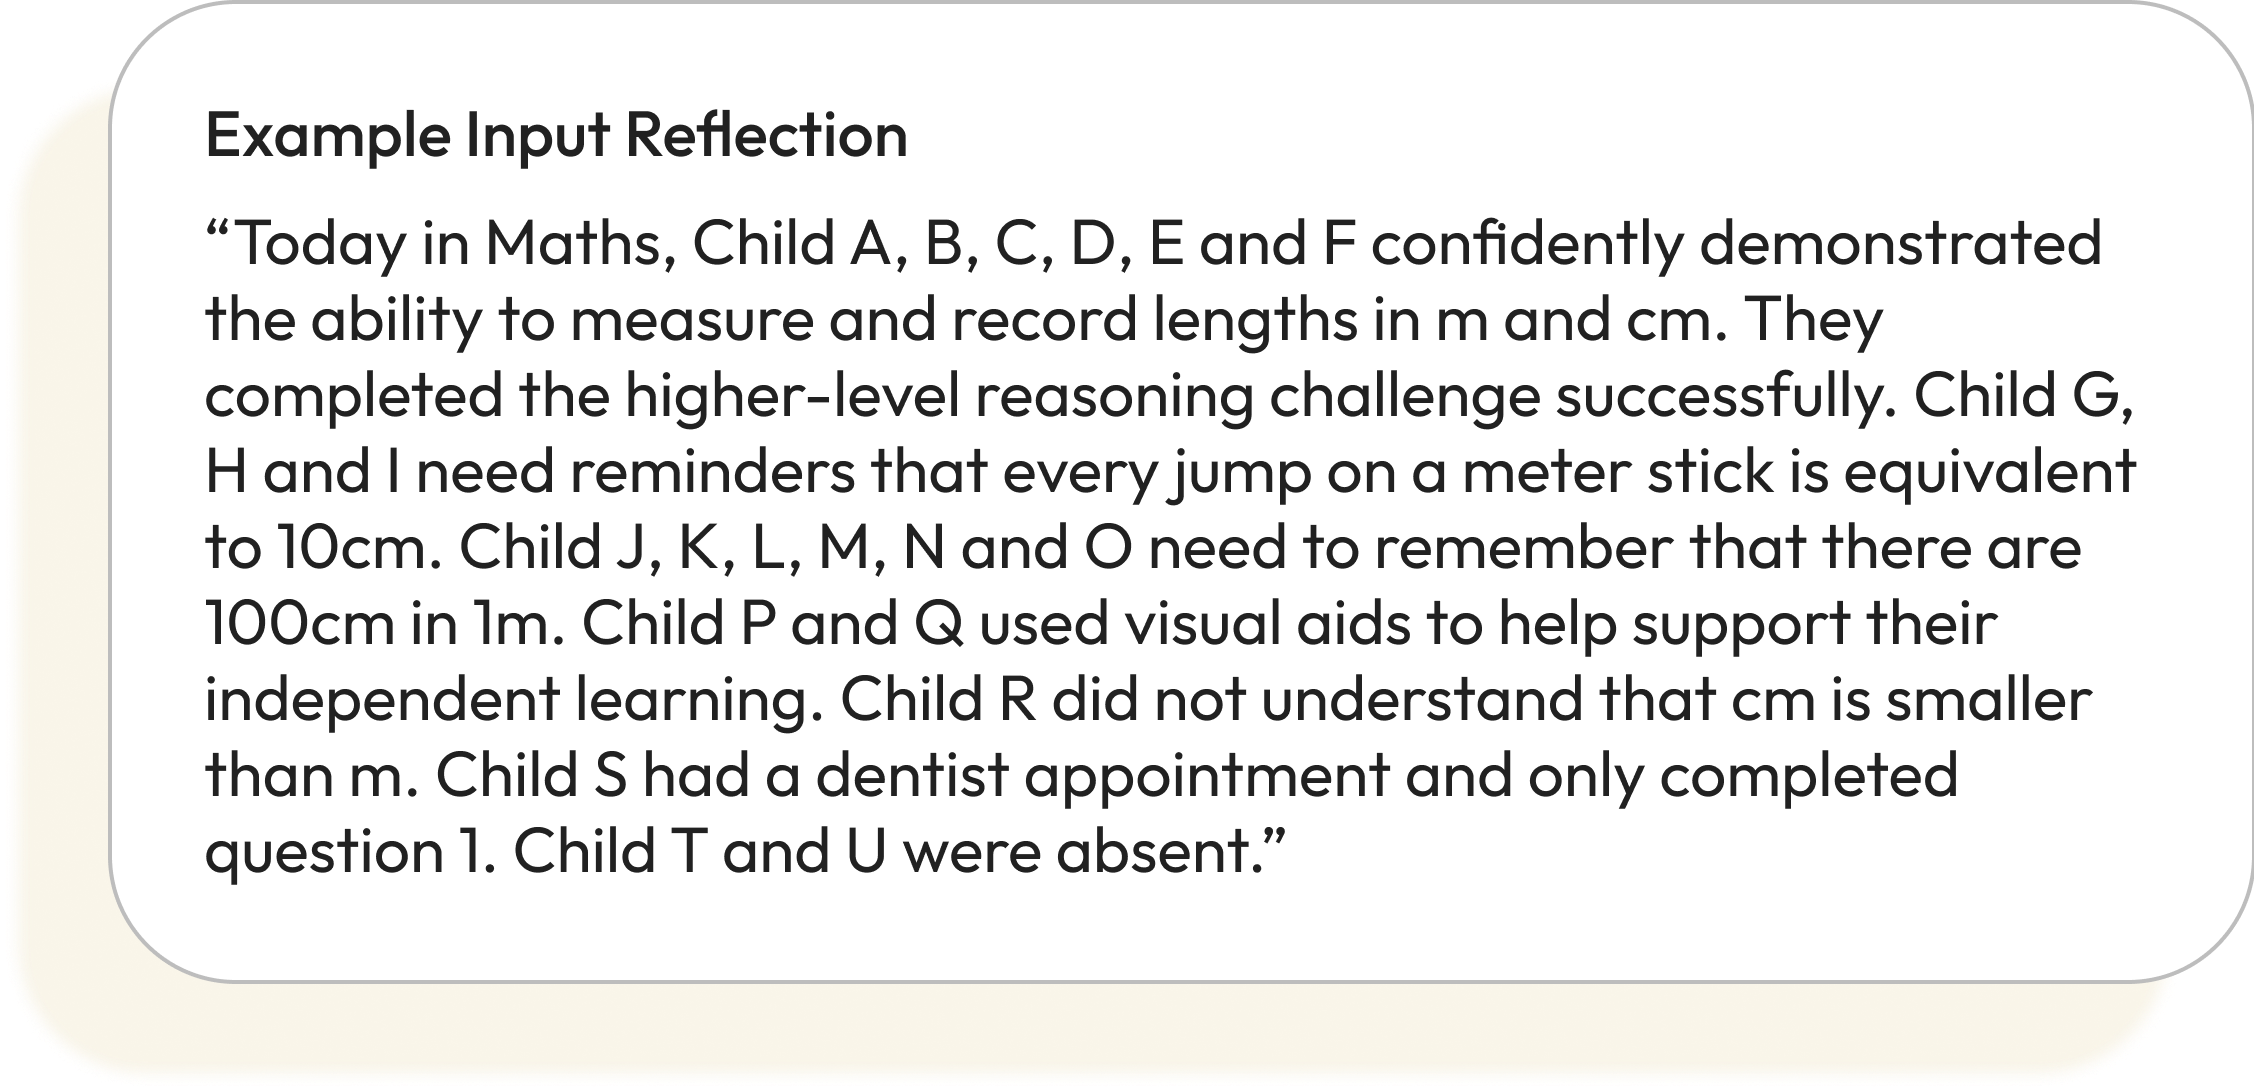 Example Input Reflection
“Today in Maths, Child A, B, C, D, E and F confidently demonstrated
the ability to measure and record lengths in m and cm. They
completed the higher-level reasoning challenge successfully. Child G,
H and I need reminders that every jump on a meter stick is equivalent
to 10cm. Child J, K, L, M, N and O need to remember that there are
100cm in 1m. Child P and Q used visual aids to help support their
independent learning. Child R did not understand that cm is smaller
than m. Child S had a dentist appointment and only completed
question 1. Child T and U were absent.”